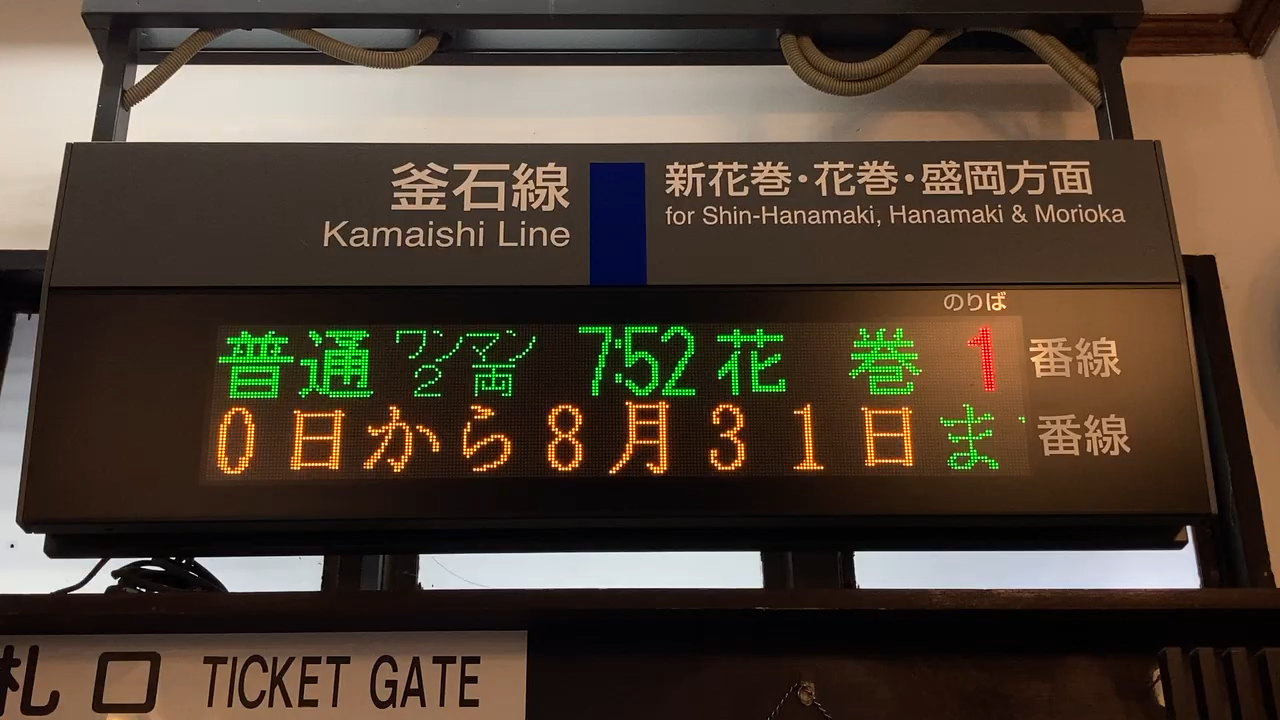 釜石線
Kamaishi Line
新花巻・花巻・盛岡方面
for Shin-Hanamaki, Hanamaki & Morioka
のりば
普通 ワンマン 2両 7:52 花巻 1 番線
0日から8月31日ま 番線
札口 TICKET GATE